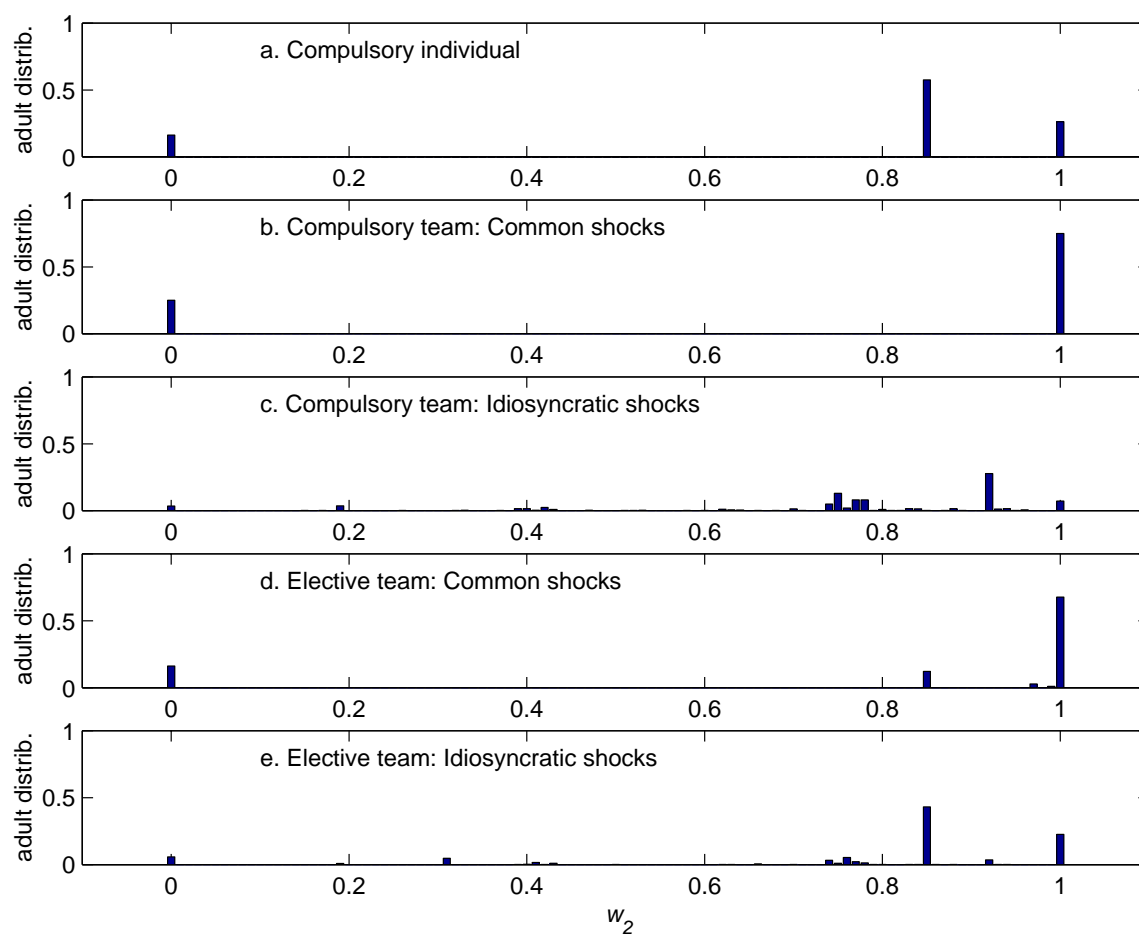 1
a. Compulsory individual
adult distrib.
0.5
0
0 0.2 0.4 0.6 0.8 1
1
b. Compulsory team: Common shocks
adult distrib.
0.5
0
0 0.2 0.4 0.6 0.8 1
1
c. Compulsory team: Idiosyncratic shocks
adult distrib.
0.5
0
0 0.2 0.4 0.6 0.8 1
1
d. Elective team: Common shocks
adult distrib.
0.5
0
0 0.2 0.4 0.6 0.8 1
1
e. Elective team: Idiosyncratic shocks
adult distrib.
0.5
0
0 0.2 0.4 0.6 0.8 1
w2